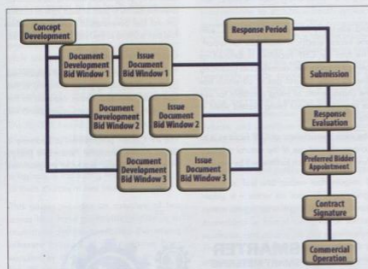 Concept
Development
Response Period
Document
Development
Bid Window 1
Issue
Document
Bid Window 1
Submission
Document
Development
Bid Window 2
Issue
Document
Bid Window 2
Response
Evaluation
Document
Development
Bid Window 3
Issue
Document
Bid Window 3
Preferred Bidder
Appointment
Contract
Signature
Commercial
Operation